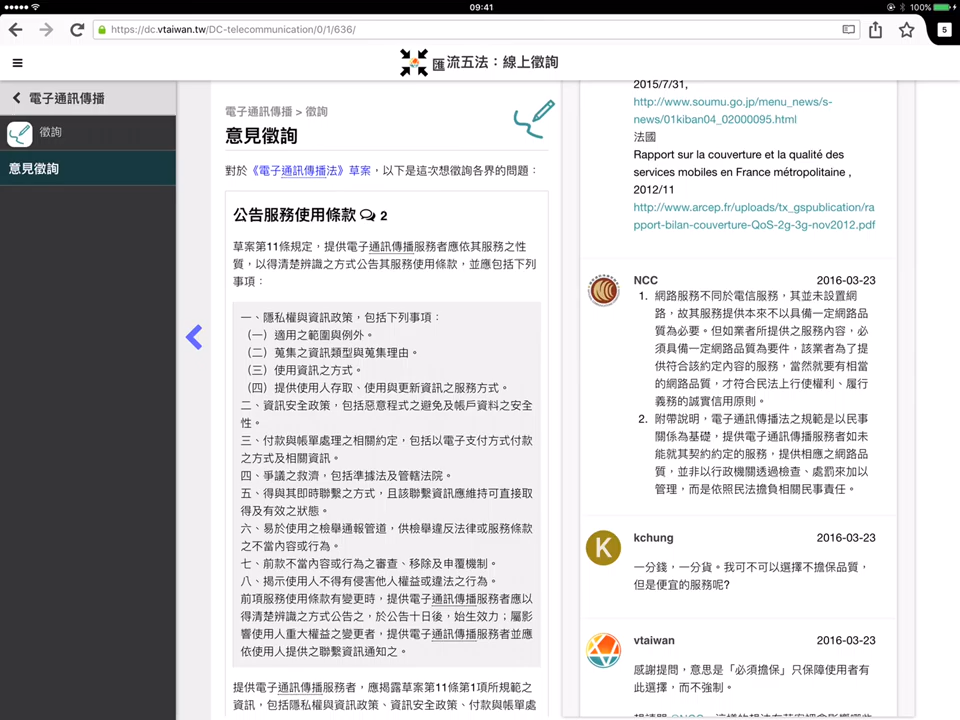 09:41
100%
https://dc.vtaiwan.tw/DC-telecommunication/0/1/636/
5
匯流五法：線上徵詢
電子通訊傳播
徵詢
意見徵詢
電子通訊傳播 > 徵詢
意見徵詢
對於《電子通訊傳播法》草案，以下是這次想徵詢各界的問題：
公告服務使用條款 2
草案第11條規定，提供電子通訊傳播服務者應依其服務之性
質，以得清楚辨識之方式公告其服務使用條款，並應包括下列
事項：
一、隱私權與資訊政策，包括下列事項：
（一）適用之範圍與例外。
（二）蒐集之資訊類型與蒐集理由。
（三）使用資訊之方式。
（四）提供使用人存取、使用與更新資訊之服務方式。
二、資訊安全政策，包括惡意程式之避免及帳戶資料之安全
性。
三、付款與帳單處理之相關約定，包括以電子支付方式付款
之方式及相關資訊。
四、爭議之救濟，包括準據法及管轄法院。
五、得與其即時聯繫之方式，且該聯繫資訊應維持可直接取
得及有效之狀態。
六、易於使用之檢舉通報管道，供檢舉違反法律或服務條款
之不當內容或行為。
七、前款不當內容或行為之審查、移除及申覆機制。
八、揭示使用人不得有侵害他人權益或違法之行為。
前項服務使用條款有變更時，提供電子通訊傳播服務者應以
得清楚辨識之方式公告之，於公告十日後，始生效力；屬影
響使用人重大權益之變更者，提供電子通訊傳播服務者並應
依使用人提供之聯繫資訊通知之。
提供電子通訊傳播服務者，應揭露草案第11條第1項所規範之
資訊，包括隱私權與資訊政策、資訊安全政策、付款與帳單處
2015/7/31,
http://www.soumu.go.jp/menu_news/s-
news/01kiban04_02000095.html
法國
Rapport sur la couverture et la qualité des
services mobiles en France métropolitaine ,
2012/11
http://www.arcep.fr/uploads/tx_gspublication/ra
pport-bilan-couverture-QoS-2g-3g-nov2012.pdf
NCC 2016-03-23
1. 網路服務不同於電信服務，其並未設置網
路，故其服務提供本來不以具備一定網路品
質為必要。但如業者所提供之服務內容，必
須具備一定網路品質為要件，該業者為了提
供符合該約定內容的服務，當然就要有相當
的網路品質，才符合民法上行使權利、履行
義務的誠實信用原則。
2. 附帶說明，電子通訊傳播法之規範是以民事
關係為基礎，提供電子通訊傳播服務者如未
能就其契約約定的服務，提供相應之網路品
質，並非以行政機關透過檢查、處罰來加以
管理，而是依照民法擔負相關民事責任。
K
kchung 2016-03-23
一分錢，一分貨。我可不可以選擇不擔保品質，
但是便宜的服務呢?
vtaiwan 2016-03-23
感謝提問，意思是「必須擔保」只保障使用者有
此選擇，而不強制。